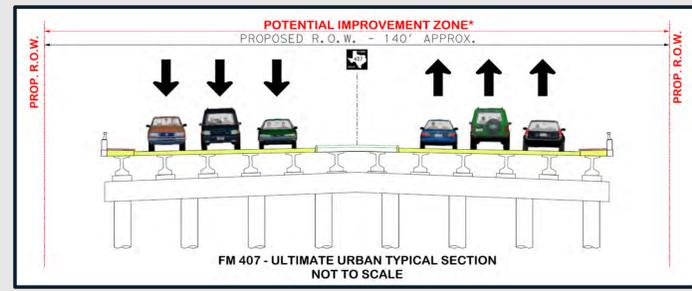 POTENTIAL IMPROVEMENT ZONE*
PROPOSED R.O.W. - 140' APPROX.
PROP. R.O.W.
407
PROP. R.O.W.
FM 407 - ULTIMATE URBAN TYPICAL SECTION
NOT TO SCALE